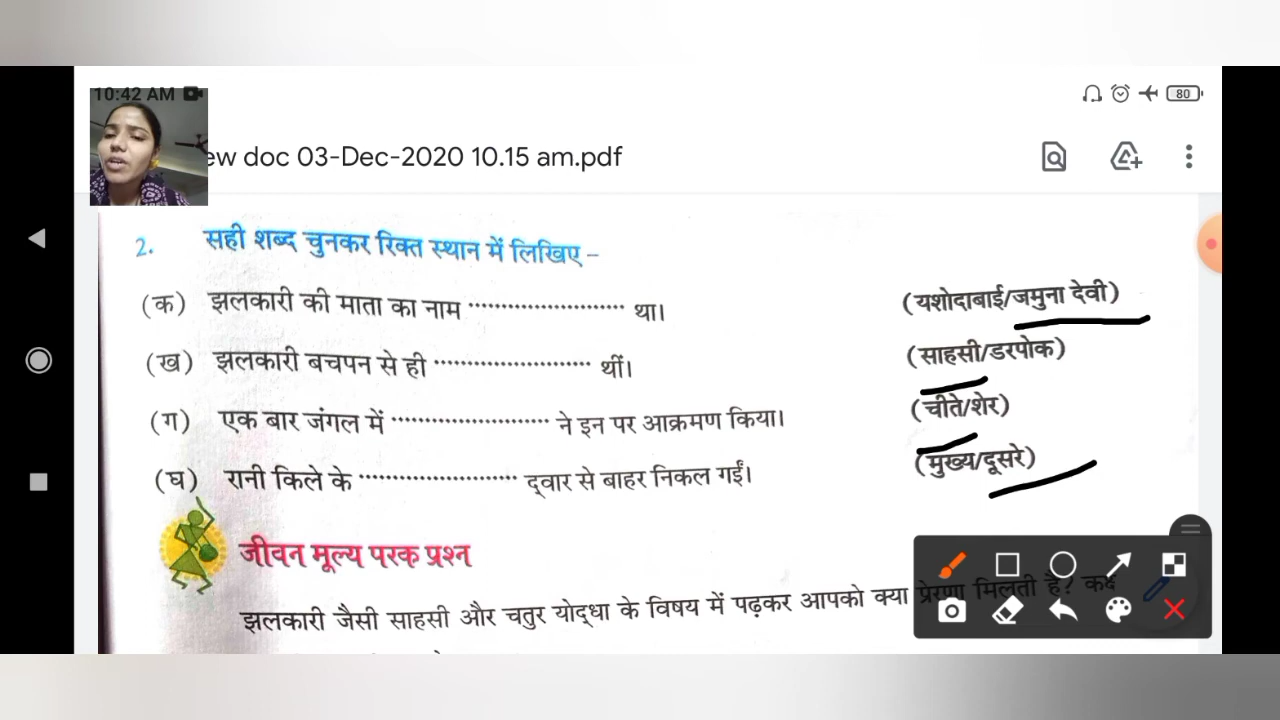 10:42 AM
80
ew doc 03-Dec-2020 10.15 am.pdf
2. सही शब्द चुनकर रिक्त स्थान में लिखिए –
(क) झलकारी की माता का नाम ........................ था। (यशोदाबाई/जमुना देवी)
(ख) झलकारी बचपन से ही ........................ थीं। (साहसी/डरपोक)
(ग) एक बार जंगल में ........................ ने इन पर आक्रमण किया। (चीते/शेर)
(घ) रानी किले के ........................ द्वार से बाहर निकल गईं। (मुख्य/दूसरे)
जीवन मूल्य परक प्रश्न
झलकारी जैसी साहसी और चतुर योद्धा के विषय में पढ़कर आपको क्या प्रेरणा मिलती है?